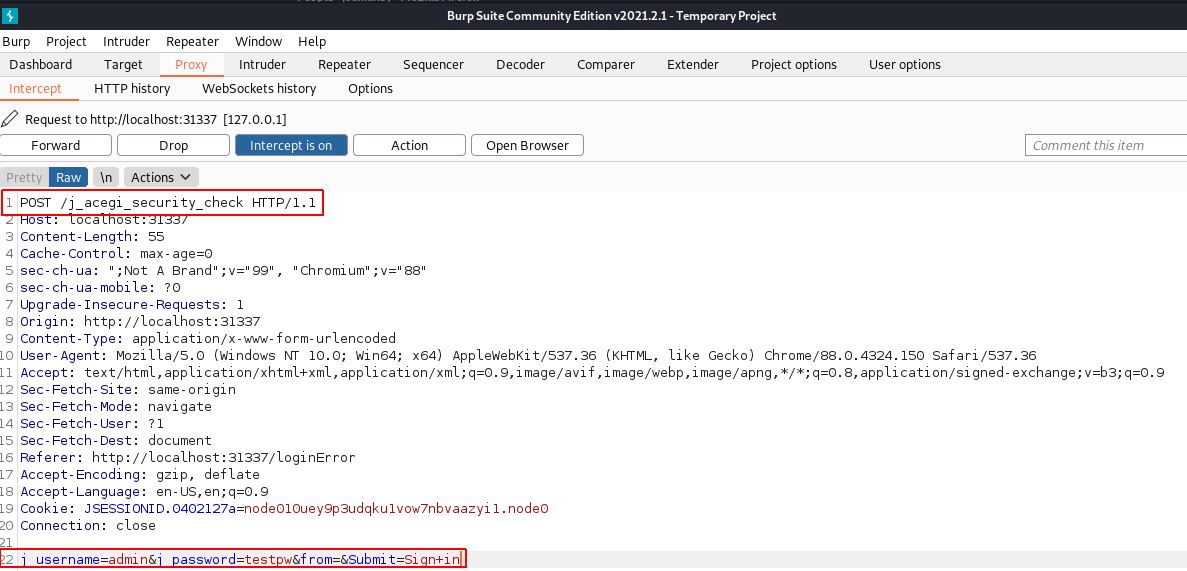 Burp Suite Community Edition v2021.2.1 - Temporary Project
Burp Project Intruder Repeater Window Help
Dashboard Target Proxy Intruder Repeater Sequencer Decoder Comparer Extender Project options User options
Intercept HTTP history WebSockets history Options
Request to http://localhost:31337 [127.0.0.1]
Forward Drop Intercept is on Action Open Browser Comment this item
Pretty Raw \n Actions
1 POST /j_acegi_security_check HTTP/1.1
2 Host: localhost:31337
3 Content-Length: 55
4 Cache-Control: max-age=0
5 sec-ch-ua: ";Not A Brand";v="99", "Chromium";v="88"
6 sec-ch-ua-mobile: ?0
7 Upgrade-Insecure-Requests: 1
8 Origin: http://localhost:31337
9 Content-Type: application/x-www-form-urlencoded
10 User-Agent: Mozilla/5.0 (Windows NT 10.0; Win64; x64) AppleWebKit/537.36 (KHTML, like Gecko) Chrome/88.0.4324.150 Safari/537.36
11 Accept: text/html,application/xhtml+xml,application/xml;q=0.9,image/avif,image/webp,image/apng,*/*;q=0.8,application/signed-exchange;v=b3;q=0.9
12 Sec-Fetch-Site: same-origin
13 Sec-Fetch-Mode: navigate
14 Sec-Fetch-User: ?1
15 Sec-Fetch-Dest: document
16 Referer: http://localhost:31337/loginError
17 Accept-Encoding: gzip, deflate
18 Accept-Language: en-US,en;q=0.9
19 Cookie: JSESSIONID.0402127a=node010uey9p3udqku1vow7nbvaazyi1.node0
20 Connection: close
21
22 j_username=admin&j_password=testpw&from=&Submit=Sign+in